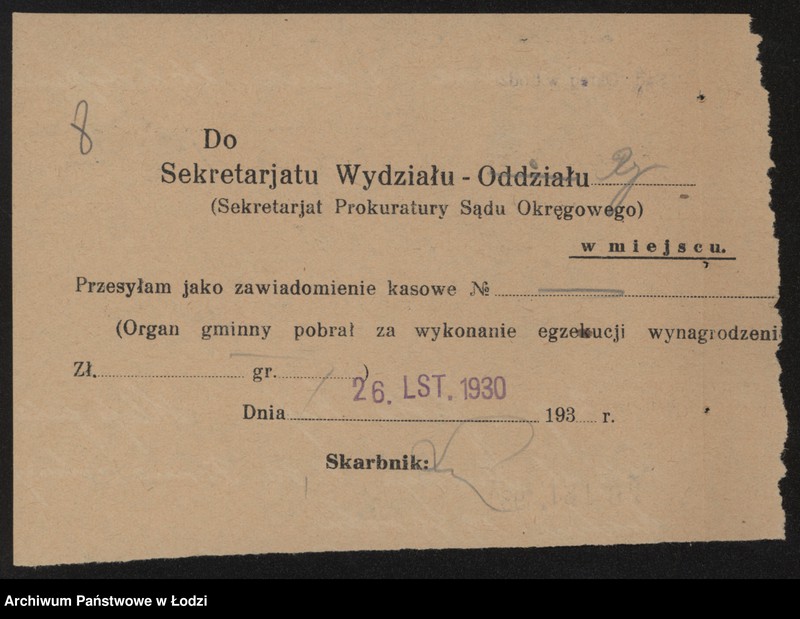 8
Do
Sekretarjatu Wydziału - Oddziału
(Sekretarjat Prokuratury Sądu Okręgowego)
w miejscu.
Przesyłam jako zawiadomienie kasowe №
(Organ gminny pobrał za wykonanie egzekucji wynagrodzeni
Zł. gr. )
26. LST. 1930
Dnia 193 r.
Skarbnik:
Archiwum Państwowe w Łodzi